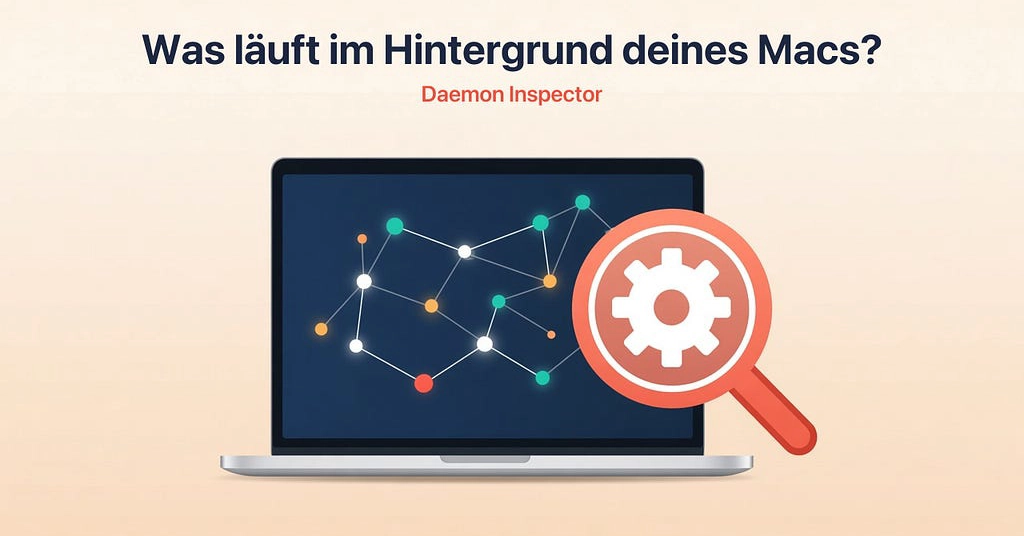 Was läuft im Hintergrund deines Macs?
Daemon Inspector